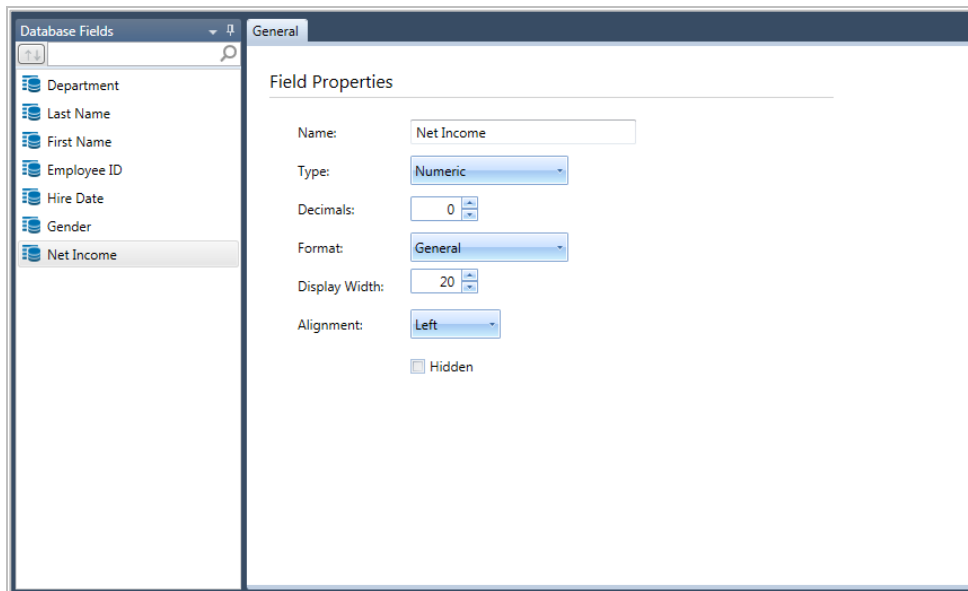 Database Fields
General
Department
Last Name
First Name
Employee ID
Hire Date
Gender
Net Income
Field Properties
Name: Net Income
Type: Numeric
Decimals: 0
Format: General
Display Width: 20
Alignment: Left
Hidden